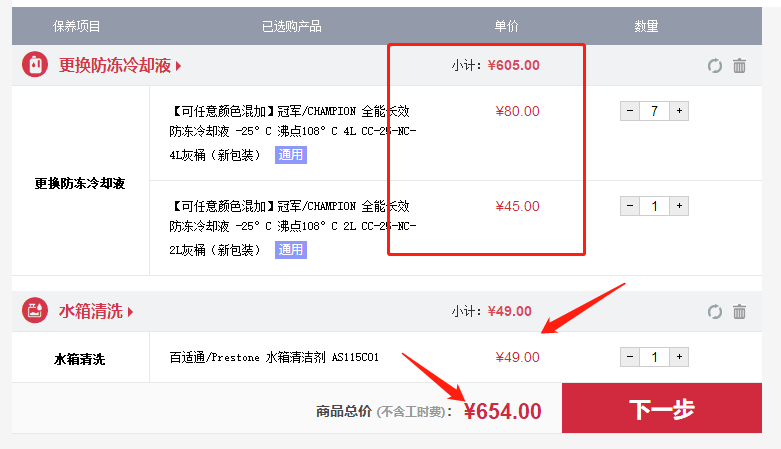 保养项目 已选购产品 单价 数量
更换防冻冷却液 小计：¥605.00
【可任意颜色混加】冠军/CHAMPION 全能长效
防冻冷却液 -25°C 沸点108°C 4L CC-25-NC-
4L灰桶（新包装） 通用
¥80.00 − 7 +
更换防冻冷却液
【可任意颜色混加】冠军/CHAMPION 全能长效
防冻冷却液 -25°C 沸点108°C 2L CC-25-NC-
2L灰桶（新包装） 通用
¥45.00 − 1 +
水箱清洗 小计：¥49.00
水箱清洗 百适通/Prestone 水箱清洁剂 AS115C01 ¥49.00 − 1 +
商品总价 (不含工时费)：¥654.00 下一步